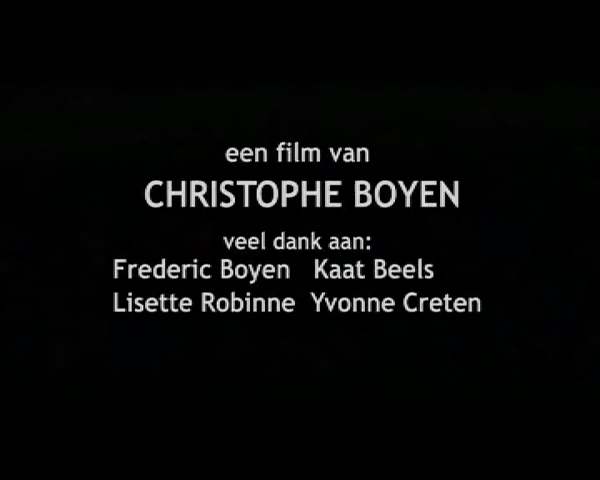 een film van
CHRISTOPHE BOYEN
veel dank aan:
Frederic Boyen Kaat Beels
Lisette Robinne Yvonne Creten